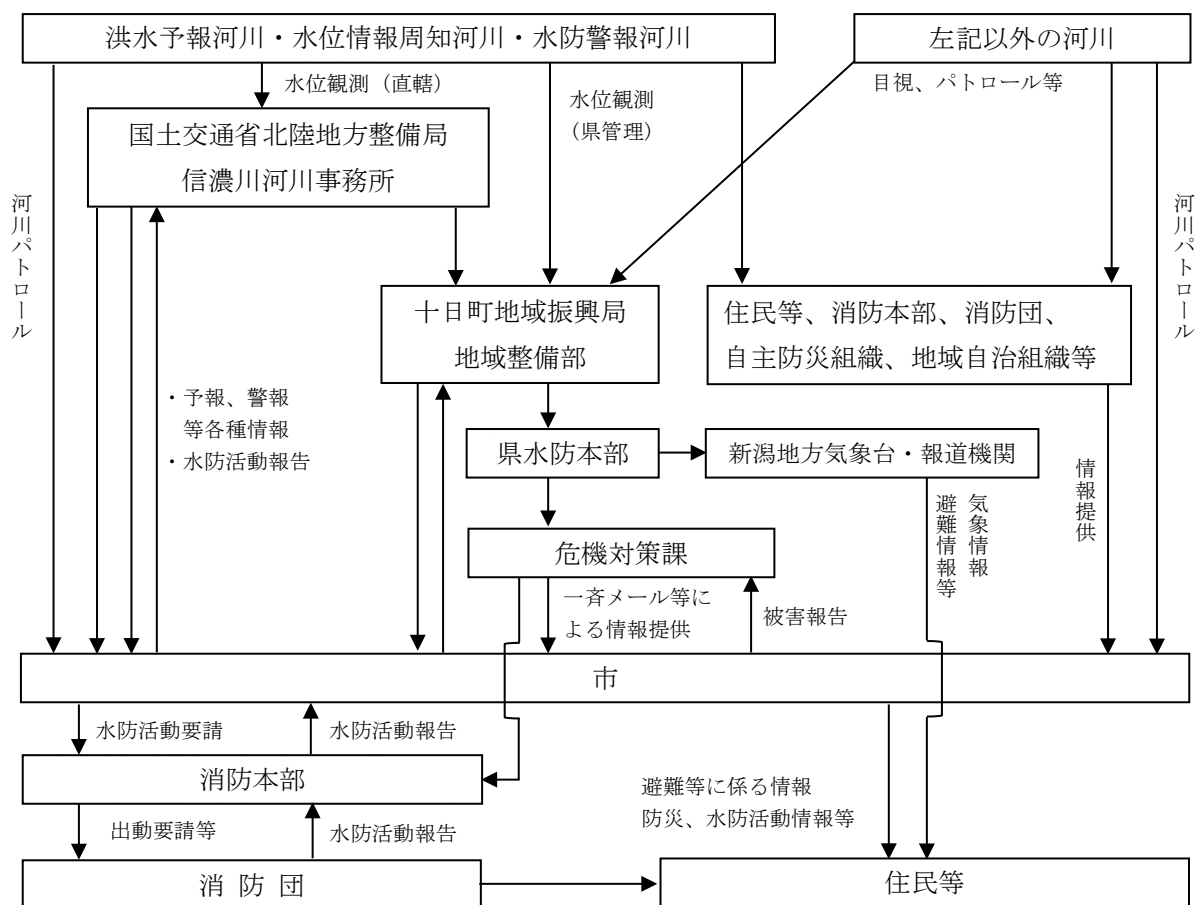 洪水予報河川・水位情報周知河川・水防警報河川
左記以外の河川
水位観測（直轄）
水位観測
（県管理）
目視、パトロール等
国土交通省北陸地方整備局
信濃川河川事務所
河川パトロール
河川パトロール
十日町地域振興局
地域整備部
住民等、消防本部、消防団、
自主防災組織、地域自治組織等
・予報、警報
等各種情報
・水防活動報告
県水防本部
新潟地方気象台・報道機関
情報提供
気象情報
避難情報等
危機対策課
一斉メール等に
よる情報提供
被害報告
市
水防活動要請
水防活動報告
消防本部
避難等に係る情報
防災、水防活動情報等
出動要請等
水防活動報告
消 防 団
住民等